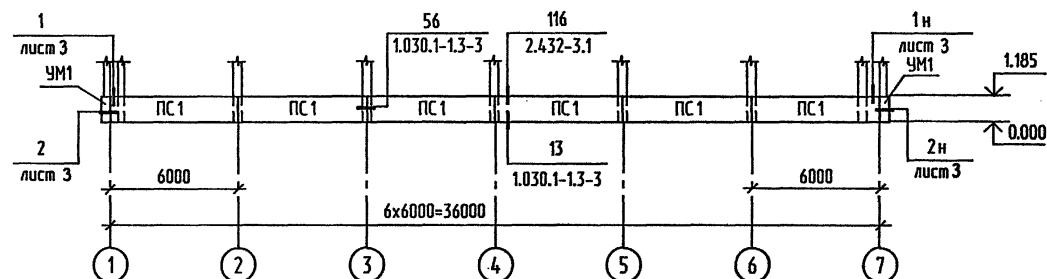 1
лист 3
УМ1
56
1.030.1-1.3-3
116
2.432-3.1
1н
лист 3
УМ1
1.185
ПС1 ПС1 ПС1 ПС1 ПС1 ПС1
2
лист 3
13
1.030.1-1.3-3
2н
лист 3
0.000
6000
6000
6x6000=36000
1 2 3 4 5 6 7